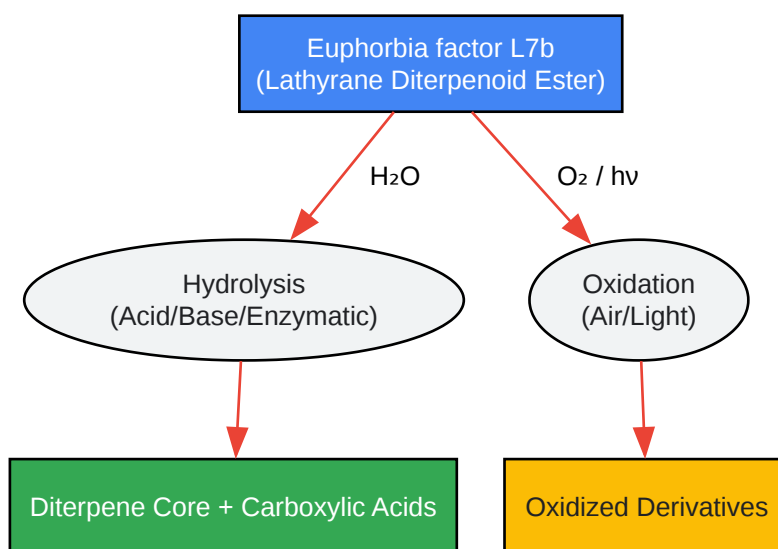 Euphorbia factor L7b
(Lathyrane Diterpenoid Ester)
H₂O
O₂ / hν
Hydrolysis
(Acid/Base/Enzymatic)
Oxidation
(Air/Light)
Diterpene Core + Carboxylic Acids
Oxidized Derivatives